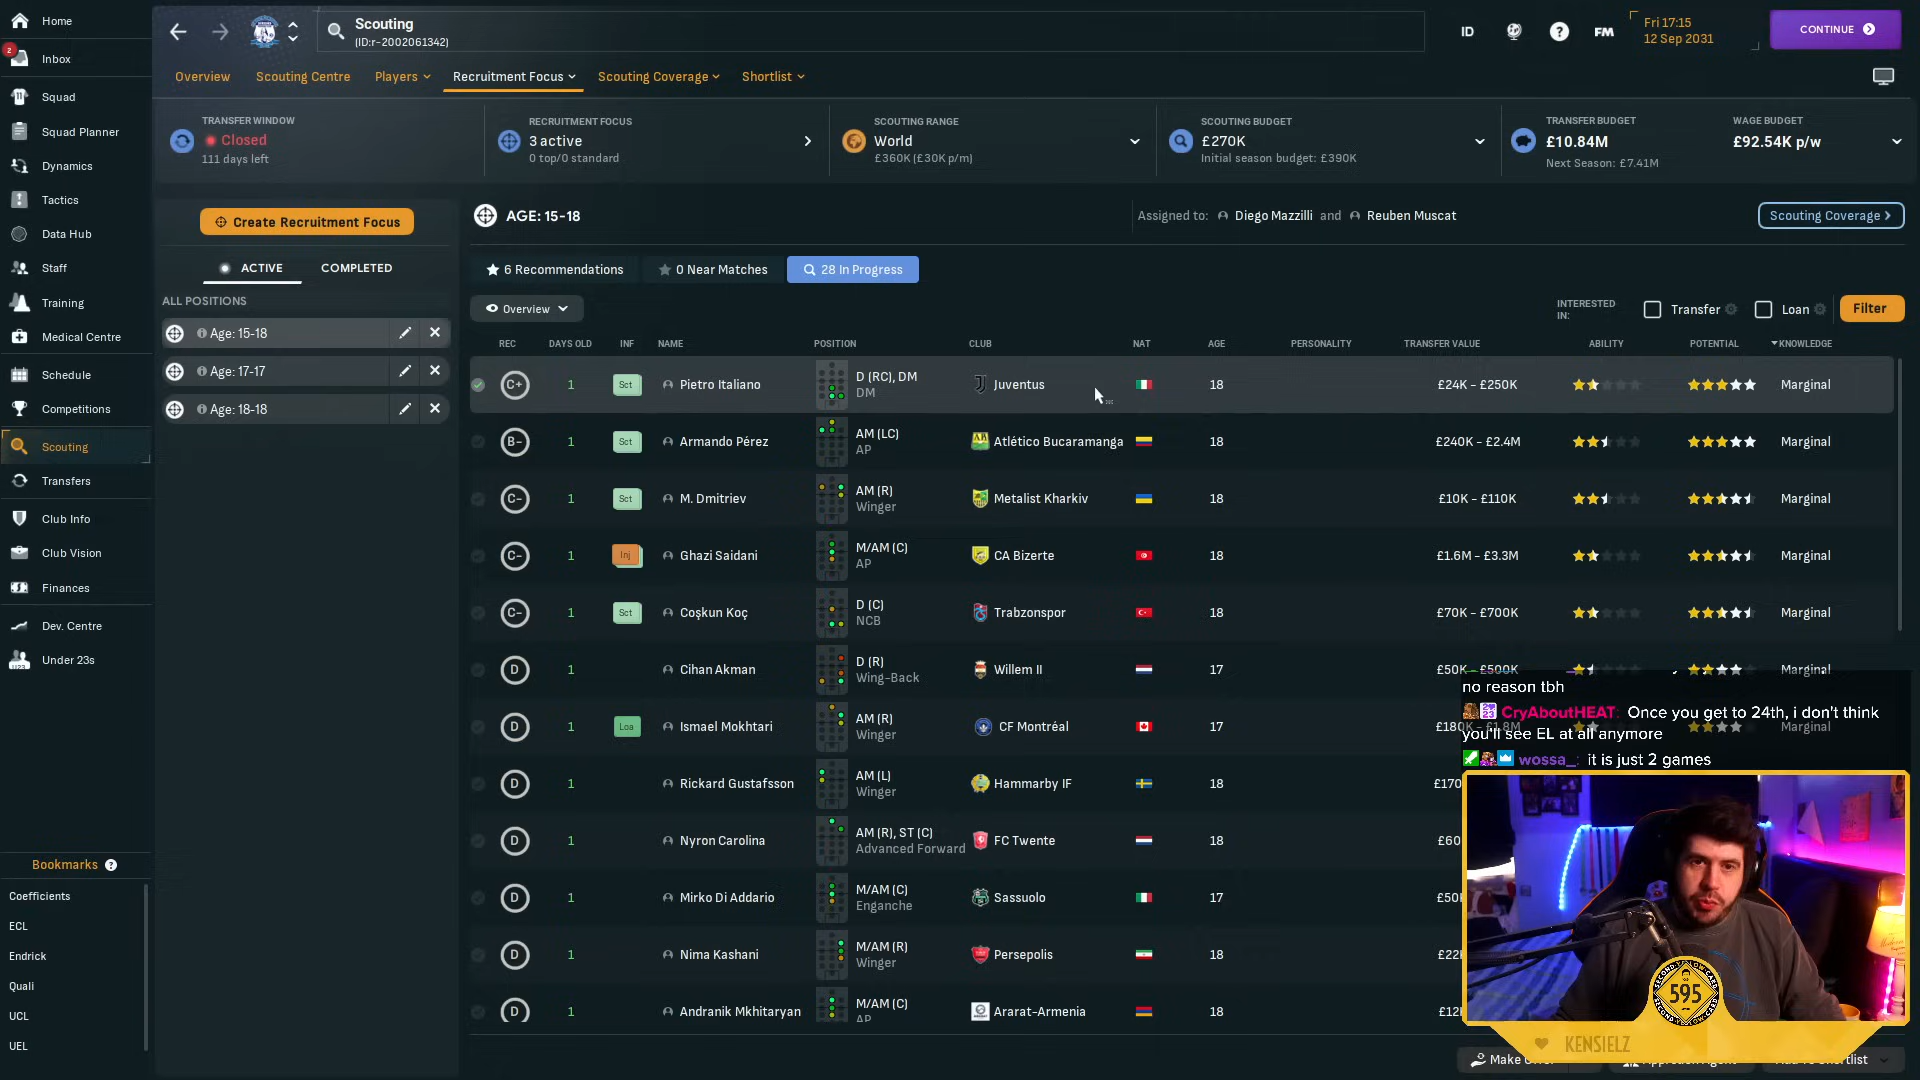 Home
Scouting
(ID:r-2002061342)
ID
?
FM
Fri 17:15
12 Sep 2031
CONTINUE
2
Inbox
Overview
Scouting Centre
Players
Recruitment Focus
Scouting Coverage
Shortlist
Squad
Squad Planner
Dynamics
Tactics
Data Hub
Staff
Training
Medical Centre
Schedule
Competitions
Scouting
Transfers
Club Info
Club Vision
Finances
Dev. Centre
Under 23s
Bookmarks ?
Coefficients
ECL
Endrick
Quali
UCL
UEL
TRANSFER WINDOW
Closed
111 days left
RECRUITMENT FOCUS
3 active
0 top/0 standard
SCOUTING RANGE
World
£360K (£30K p/m)
SCOUTING BUDGET
£270K
Initial season budget: £390K
TRANSFER BUDGET
£10.84M
Next Season: £7.41M
WAGE BUDGET
£92.54K p/w
Create Recruitment Focus
ACTIVE
COMPLETED
ALL POSITIONS
Age: 15-18
Age: 17-17
Age: 18-18
AGE: 15-18
Assigned to: Diego Mazzilli and Reuben Muscat
Scouting Coverage
6 Recommendations
0 Near Matches
28 In Progress
Overview
INTERESTED
IN:
Transfer
Loan
Filter
REC DAYS OLD INF NAME POSITION CLUB NAT AGE PERSONALITY TRANSFER VALUE ABILITY POTENTIAL KNOWLEDGE
C+ 1 Sct Pietro Italiano D (RC), DM Juventus 18 £24K - £250K Marginal
DM
B- 1 Sct Armando Pérez AM (LC) Atlético Bucaramanga 18 £240K - £2.4M Marginal
AP
C- 1 Sct M. Dmitriev AM (R) Metalist Kharkiv 18 £10K - £110K Marginal
Winger
C- 1 Inj Ghazi Saidani M/AM (C) CA Bizerte 18 £1.6M - £3.3M Marginal
AP
C- 1 Sct Coşkun Koç D (C) Trabzonspor 18 £70K - £700K Marginal
NCB
D 1 Cihan Akman D (R) Willem II 17 £50K - £500K Marginal
Wing-Back
D 1 Loa Ismael Mokhtari AM (R) CF Montréal 17 £180K - £1.8M Marginal
Winger
D 1 Rickard Gustafsson AM (L) Hammarby IF 18 £170
Winger
D 1 Nyron Carolina AM (R), ST (C) FC Twente 18 £60
Advanced Forward
D 1 Mirko Di Addario M/AM (C) Sassuolo 17 £50
Enganche
D 1 Nima Kashani M/AM (R) Persepolis 18 £22
Winger
D 1 Andranik Mkhitaryan M/AM (C) Ararat-Armenia 18 £12
AP
no reason tbh
CryAboutHEAT: Once you get to 24th, i don't think
you'll see EL at all anymore
wossa_: it is just 2 games
SECOND YELLOW CARD
595
KENSIELZ
Make